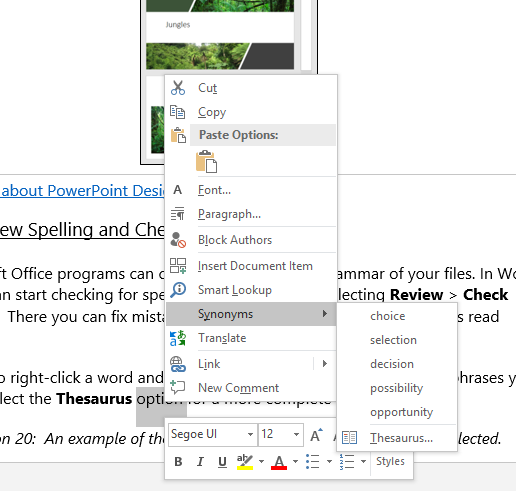 Jungles
Cut
Copy
Paste Options:
about PowerPoint Desi
Font...
Paragraph...
ew Spelling and Che
Block Authors
ft Office programs can c
Insert Document Item
ammar of your files. In Wo
an start checking for spe
Smart Lookup
lecting Review > Check
There you can fix mista
Synonyms
s read
choice
Translate
selection
Link
decision
o right-click a word and
New Comment
possibility
phrases y
lect the Thesaurus option for a more complete
opportunity
Segoe UI 12 A
Thesaurus...
on 20: An example of the
lected.
B I U aby A Styles